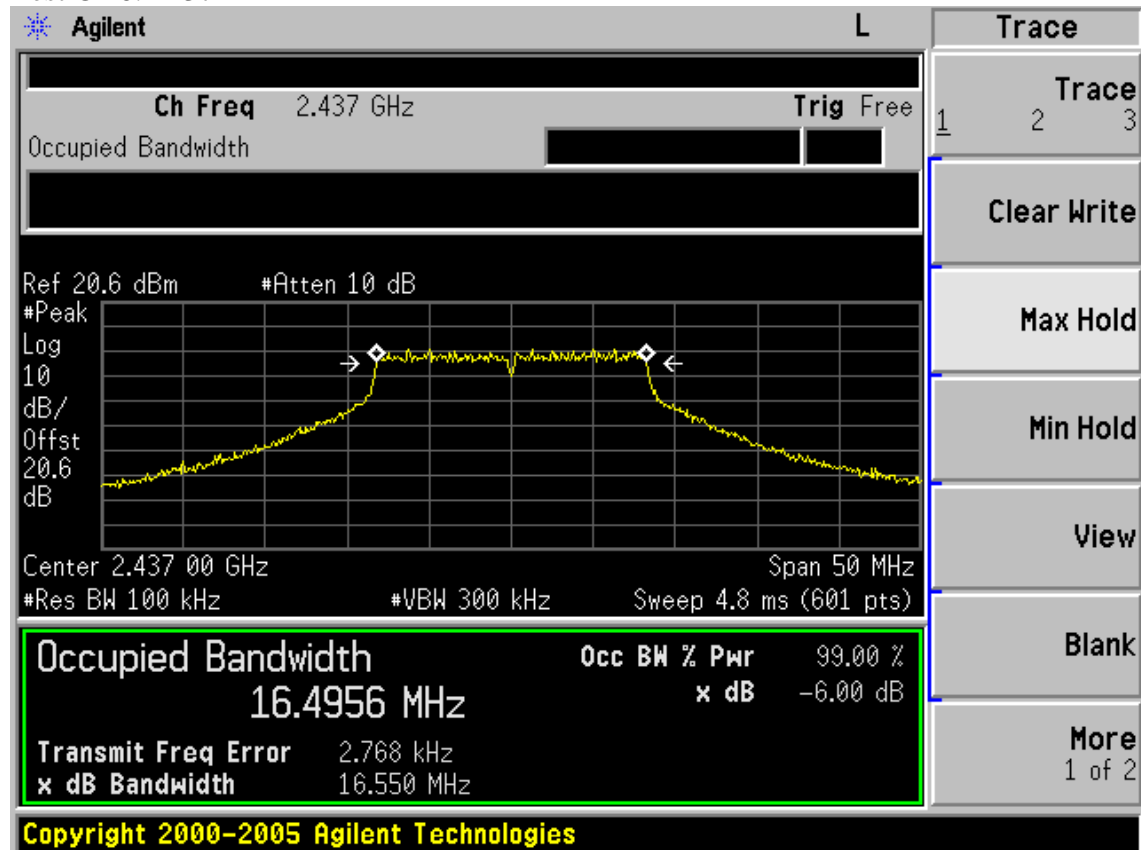 Agilent L Trace
Ch Freq 2.437 GHz Trig Free
Occupied Bandwidth
Trace
1 2 3
Clear Write
Max Hold
Min Hold
View
Blank
More
1 of 2
Ref 20.6 dBm #Atten 10 dB
#Peak
Log
10
dB/
Offst
20.6
dB
Center 2.437 00 GHz Span 50 MHz
#Res BW 100 kHz #VBW 300 kHz Sweep 4.8 ms (601 pts)
Occupied Bandwidth Occ BW % Pwr 99.00 %
16.4956 MHz x dB -6.00 dB
Transmit Freq Error 2.768 kHz
x dB Bandwidth 16.550 MHz
Copyright 2000-2005 Agilent Technologies